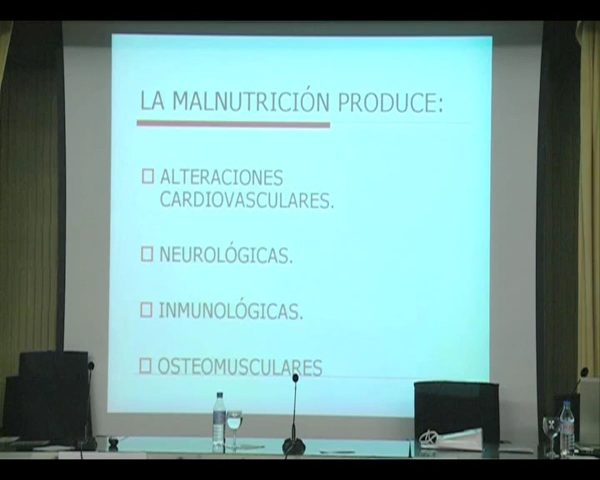 LA MALNUTRICIÓN PRODUCE:
ALTERACIONES
CARDIOVASCULARES.
NEUROLÓGICAS.
INMUNOLÓGICAS.
OSTEOMUSCULARES